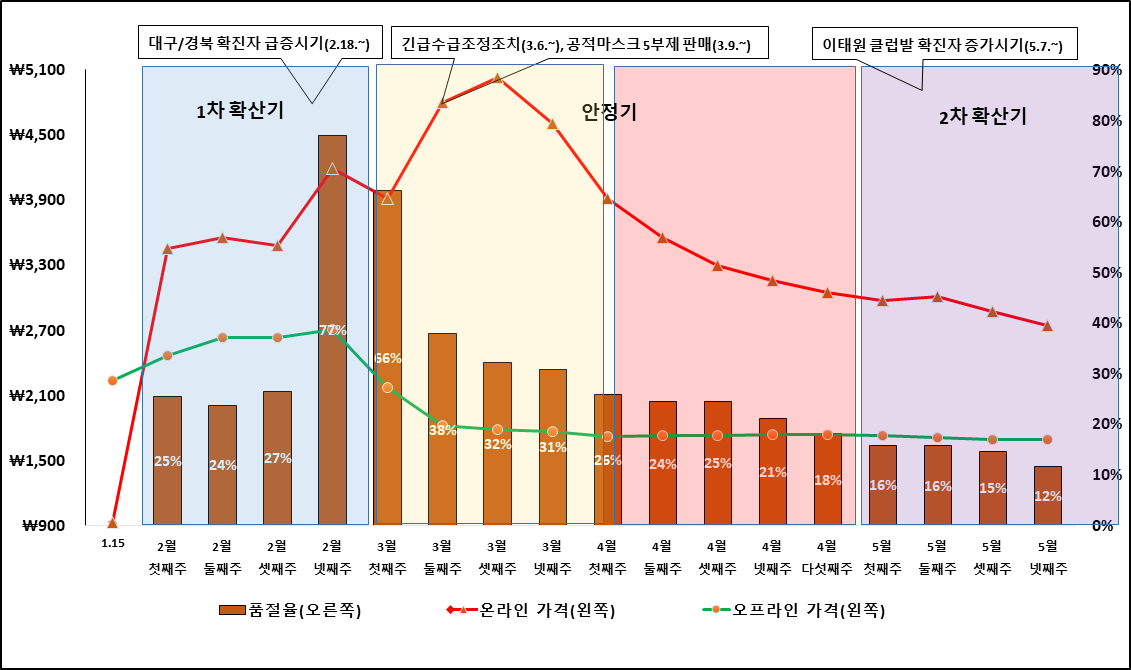 대구/경북 확진자 급증시기(2.18.~)
긴급수급조정조치(3.6.~), 공적마스크 5부제 판매(3.9.~)
이태원 클럽발 확진자 증가시기(5.7.~)
1차 확산기
안정기
2차 확산기
₩5,100
₩4,500
₩3,900
₩3,300
₩2,700
₩2,100
₩1,500
₩900
90%
80%
70%
60%
50%
40%
30%
20%
10%
0%
25%
24%
27%
77%
66%
38%
32%
31%
26%
24%
25%
21%
18%
16%
16%
15%
12%
1.15
2월 첫째주
2월 둘째주
2월 셋째주
2월 넷째주
3월 첫째주
3월 둘째주
3월 셋째주
3월 넷째주
4월 첫째주
4월 둘째주
4월 셋째주
4월 넷째주
4월 다섯째주
5월 첫째주
5월 둘째주
5월 셋째주
5월 넷째주
품절율(오른쪽)
온라인 가격(왼쪽)
오프라인 가격(왼쪽)